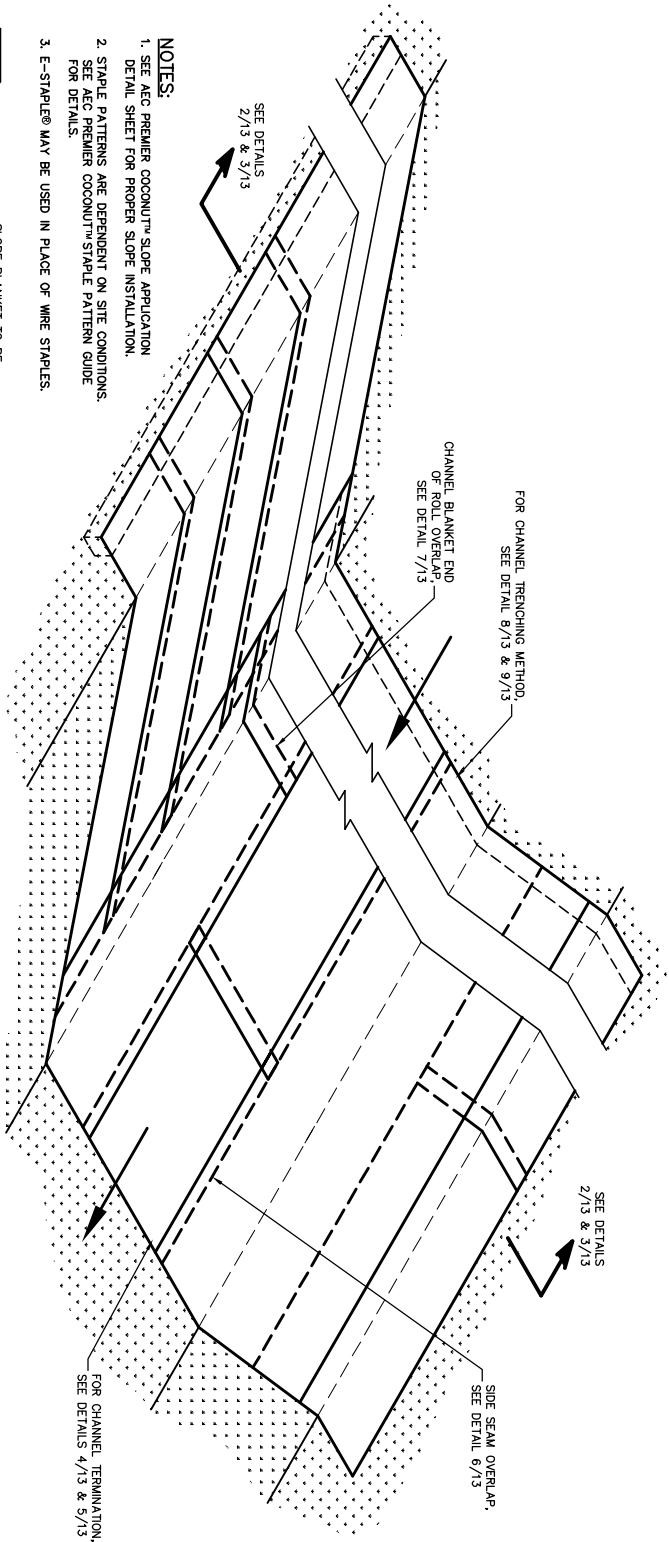 NOTES:
1. SEE AEC PREMIER COCONUT™ SLOPE APPLICATION
DETAIL SHEET FOR PROPER SLOPE INSTALLATION.
2. STAPLE PATTERNS ARE DEPENDENT ON SITE CONDITIONS.
SEE AEC PREMIER COCONUT™ STAPLE PATTERN GUIDE
FOR DETAILS.
3. E-STAPLE® MAY BE USED IN PLACE OF WIRE STAPLES.
SEE DETAILS
2/13 & 3/13
CHANNEL BLANKET END
OF ROLL OVERLAP,
SEE DETAIL 7/13
FOR CHANNEL TRENCHING METHOD,
SEE DETAIL 8/13 & 9/13
SEE DETAILS
2/13 & 3/13
SIDE SEAM OVERLAP,
SEE DETAIL 6/13
FOR CHANNEL TERMINATION,
SEE DETAILS 4/13 & 5/13